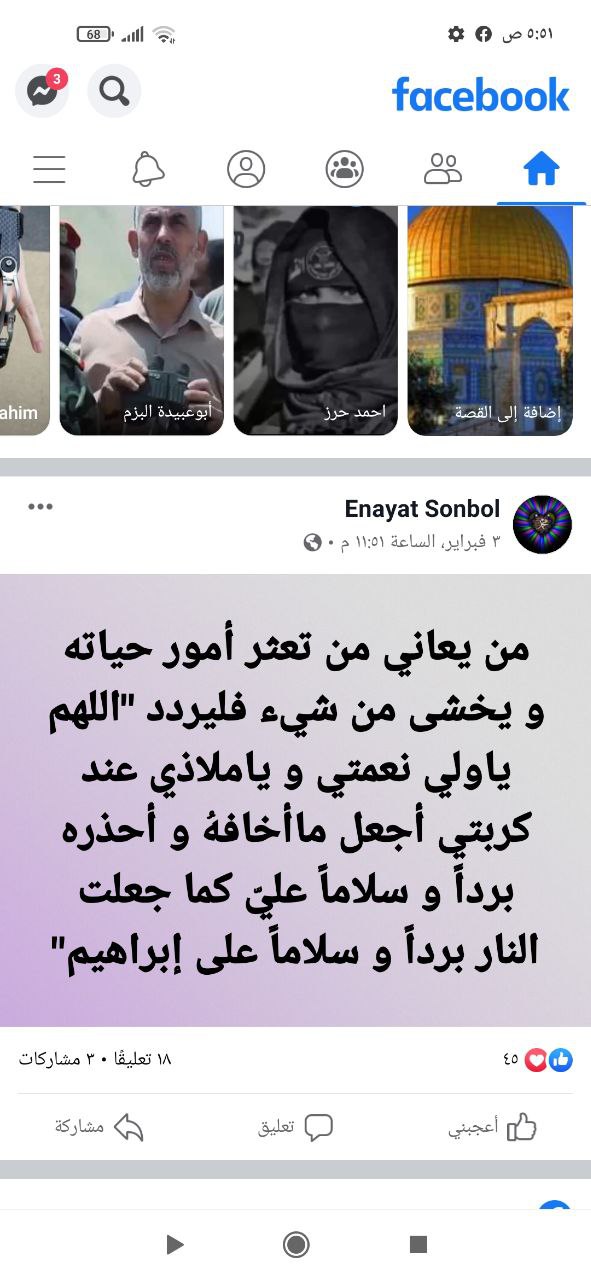 ٥:٥١ ص
68
facebook
3
إضافة إلى القصة
احمد حرز
أبوعبيدة البزم
ahim
Enayat Sonbol
٣ فبراير، الساعة ١١:٥١ م •
من يعاني من تعثر أمور حياته
و يخشى من شيء فليردد "اللهم
ياولي نعمتي و ياملاذي عند
كربتي أجعل ماأخافهُ و أحذره
برداً و سلاماً عليّ كما جعلت
النار برداً و سلاماً على إبراهيم"
٤٥
١٨ تعليقًا • ٣ مشاركات
أعجبني
تعليق
مشاركة